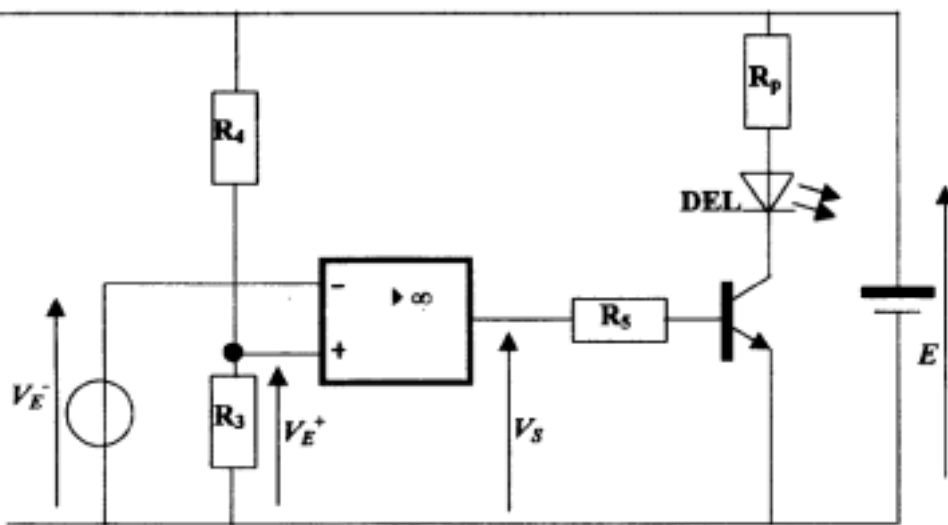 R₄
Rₚ
DEL
- ▶ ∞
+
R₅
E
V_E⁻
R₃
V_E⁺
V_S